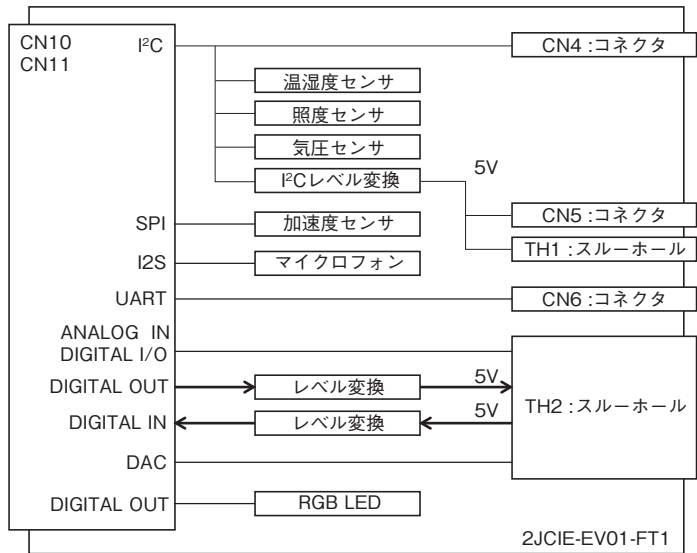 CN10
CN11
I²C
CN4 :コネクタ
温湿度センサ
照度センサ
気圧センサ
I²Cレベル変換
5V
CN5 :コネクタ
TH1 :スルーホール
SPI
加速度センサ
I2S
マイクロフォン
UART
CN6 :コネクタ
ANALOG IN
DIGITAL I/O
DIGITAL OUT
レベル変換
5V
TH2 :スルーホール
DIGITAL IN
レベル変換
5V
DAC
DIGITAL OUT
RGB LED
2JCIE-EV01-FT1